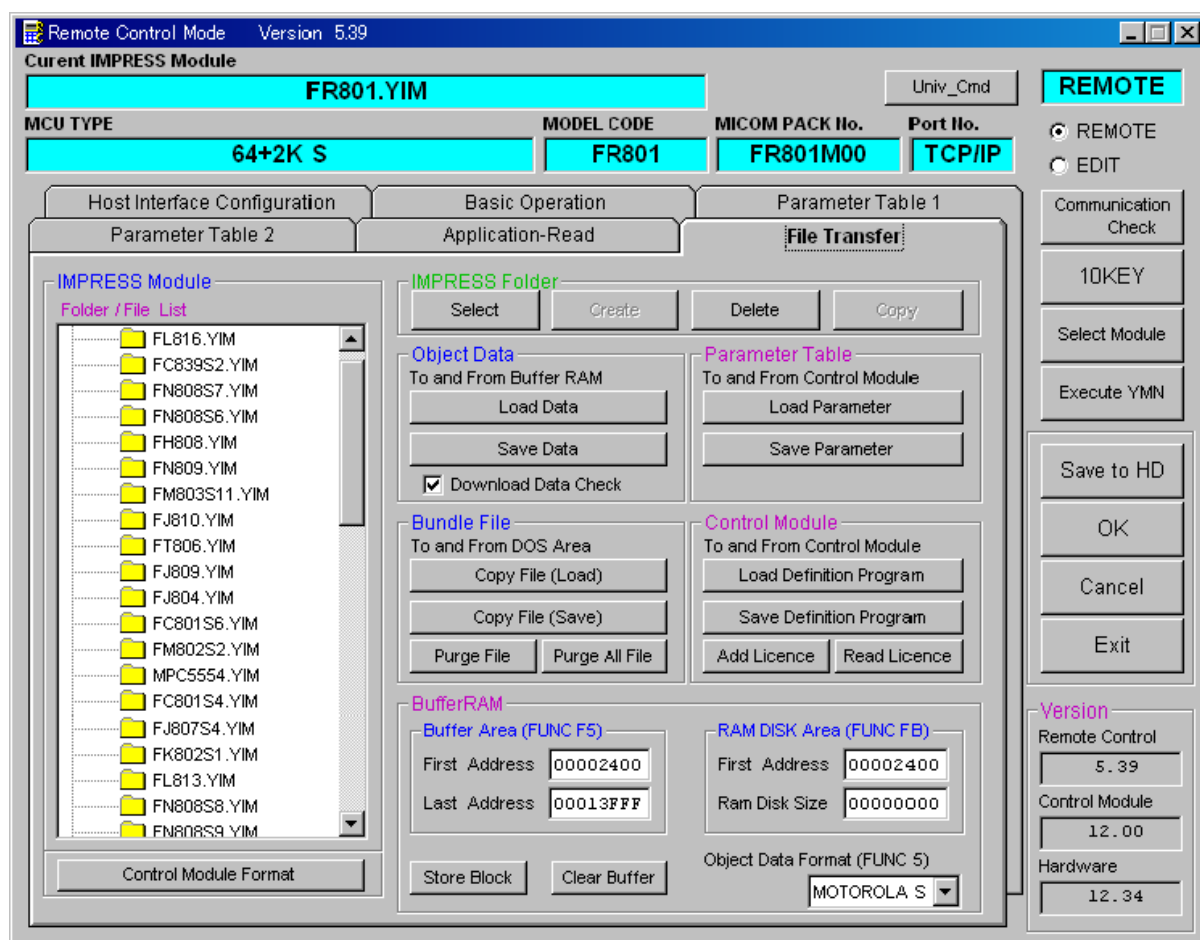 Remote Control Mode Version 5.39
Curent IMPRESS Module
FR801.YIM
Univ_Cmd
REMOTE
MCU TYPE
MODEL CODE
MICOM PACK No.
Port No.
64+2K S
FR801
FR801M00
TCP/IP
REMOTE
EDIT
Host Interface Configuration
Basic Operation
Parameter Table 1
Parameter Table 2
Application-Read
File Transfer
IMPRESS Module
Folder / File List
FL816.YIM
FC839S2.YIM
FN808S7.YIM
FN808S6.YIM
FH808.YIM
FN809.YIM
FM803S11.YIM
FJ810.YIM
FT806.YIM
FJ809.YIM
FJ804.YIM
FC801S6.YIM
FM802S2.YIM
MPC5554.YIM
FC801S4.YIM
FJ807S4.YIM
FK802S1.YIM
FL813.YIM
FN808S8.YIM
FN808S9.YIM
Control Module Format
IMPRESS Folder
Select
Create
Delete
Copy
Object Data
To and From Buffer RAM
Load Data
Save Data
Download Data Check
Parameter Table
To and From Control Module
Load Parameter
Save Parameter
Bundle File
To and From DOS Area
Copy File (Load)
Copy File (Save)
Purge File
Purge All File
Control Module
To and From Control Module
Load Definition Program
Save Definition Program
Add Licence
Read Licence
BufferRAM
Buffer Area (FUNC F5)
First Address 00002400
Last Address 00013FFF
RAM DISK Area (FUNC FB)
First Address 00002400
Ram Disk Size 00000000
Store Block
Clear Buffer
Object Data Format (FUNC 5)
MOTOROLA S
Communication
Check
10KEY
Select Module
Execute YMN
Save to HD
OK
Cancel
Exit
Version
Remote Control
5.39
Control Module
12.00
Hardware
12.34